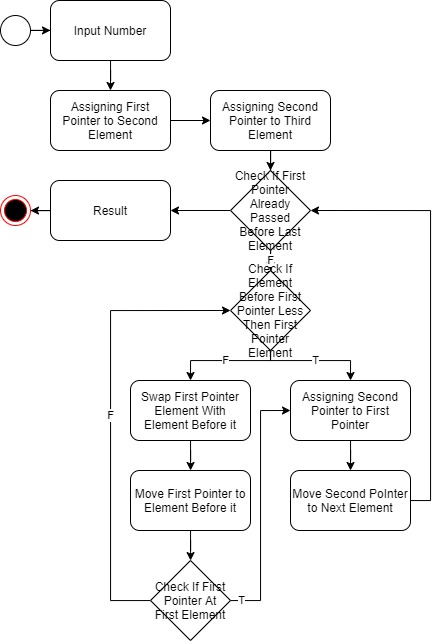 Input Number
Assigning First
Pointer to Second
Element
Assigning Second
Pointer to Third
Element
Check If First
Pointer
Already
Passed
Before Last
Element
Result
F
Check If
Element
Before First
Pointer Less
Then First
Pointer
Element
F
T
Swap First Pointer
Element With
Element Before it
Assigning Second
Pointer to First
Pointer
F
Move First Pointer to
Element Before it
Move Second Pointer
to Next Element
Check If First
Pointer At
First Element
T